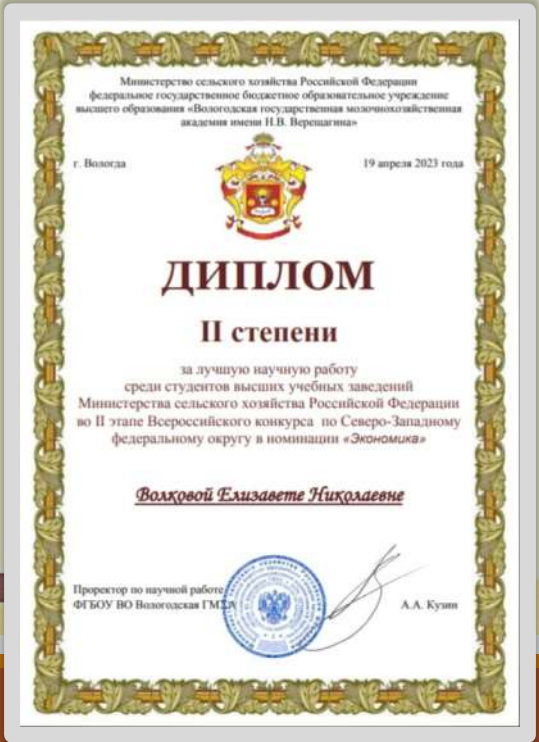 Министерство сельского хозяйства Российской Федерации
федеральное государственное бюджетное образовательное учреждение
высшего образования «Вологодская государственная молочнохозяйственная
академия имени Н.В. Верещагина»
г. Вологда
19 апреля 2023 года
ДИПЛОМ
II степени
за лучшую научную работу
среди студентов высших учебных заведений
Министерства сельского хозяйства Российской Федерации
во II этапе Всероссийского конкурса по Северо-Западному
федеральному округу в номинации «Экономика»
Волковой Елизавете Николаевне
Проректор по научной работе
ФГБОУ ВО Вологодская ГМХА
А.А. Кузин